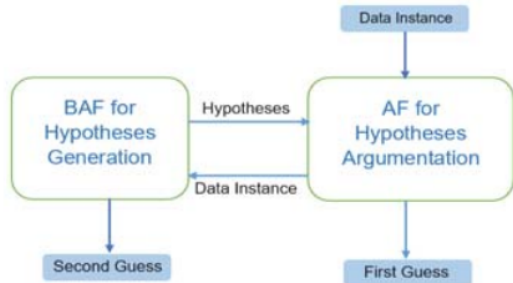 Data Instance
BAF for
Hypotheses
Generation
Hypotheses
AF for
Hypotheses
Argumentation
Data Instance
Second Guess
First Guess